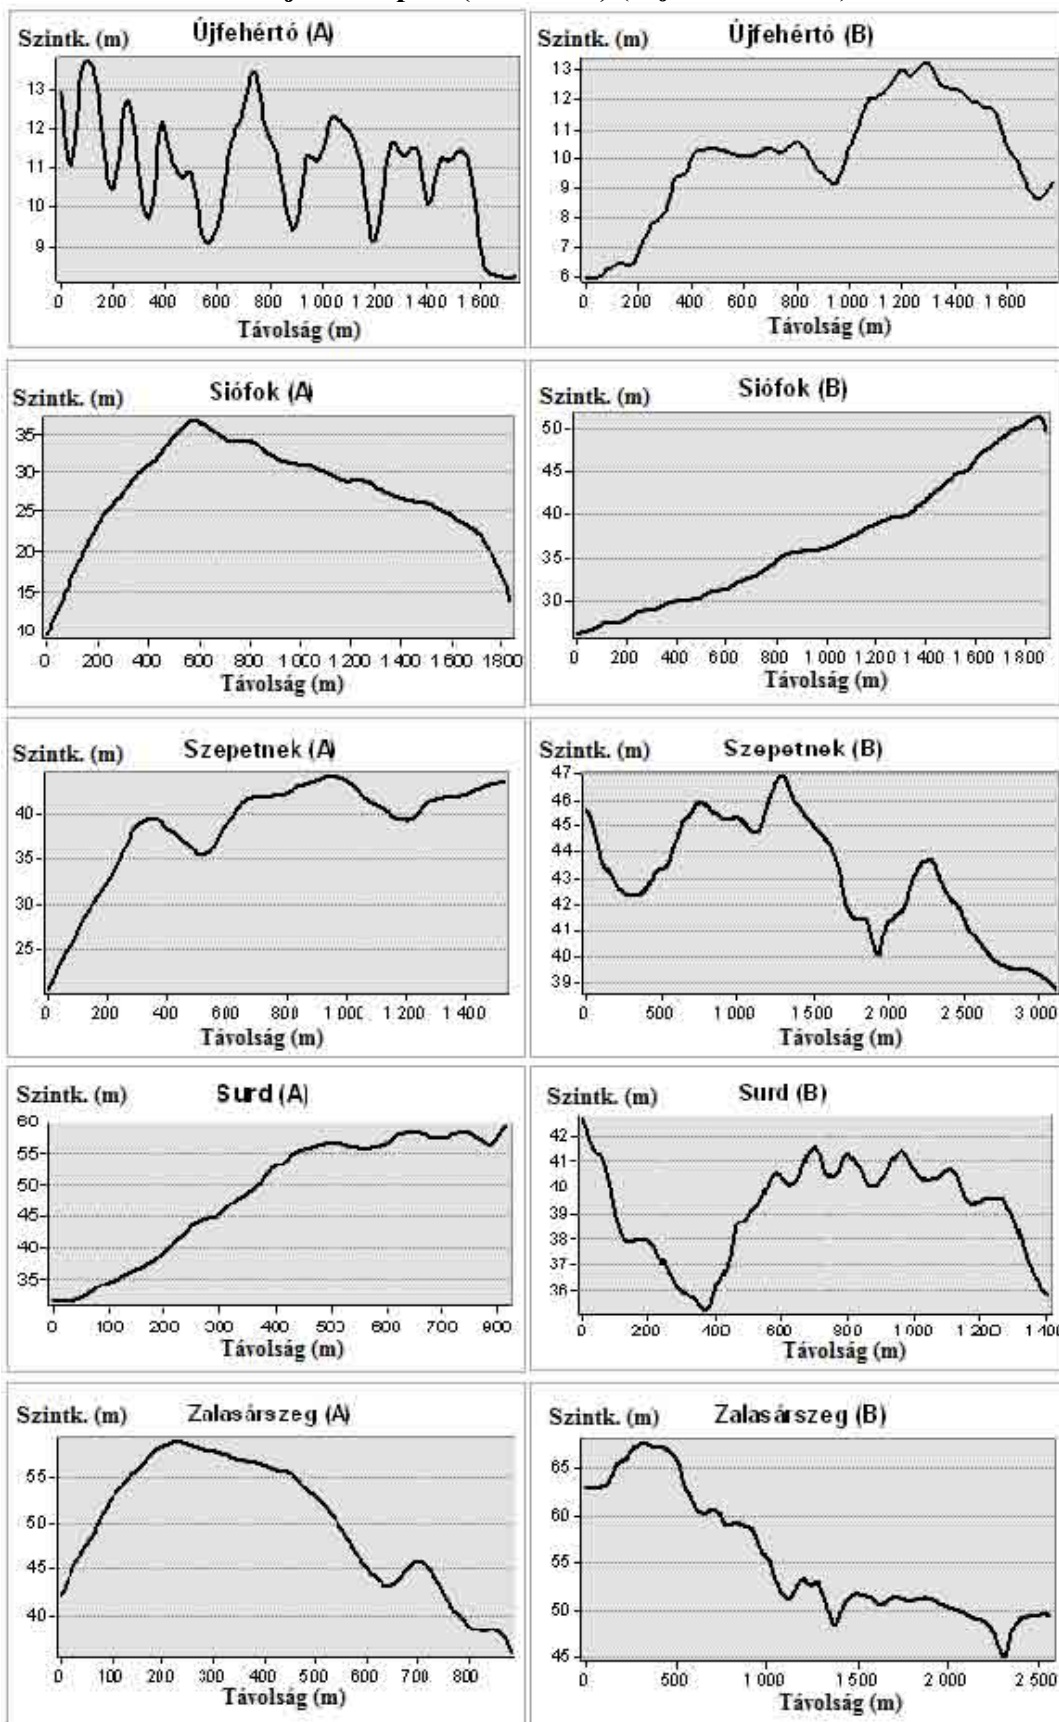 Szintk. (m) Újfehértó (A)
13
12
11
10
9
0 200 400 600 800 1 000 1 200 1 400 1 600
Távolság (m)
Szintk. (m) Újfehértó (B)
13
12
11
10
9
8
7
6
0 200 400 600 800 1 000 1 200 1 400 1 600
Távolság (m)
Szintk. (m) Siófok (A)
35
30
25
20
15
10
0 200 400 600 800 1 000 1 200 1 400 1 600 1 800
Távolság (m)
Szintk. (m) Siófok (B)
50
45
40
35
30
0 200 400 600 800 1 000 1 200 1 400 1 600 1 800
Távolság (m)
Szintk. (m) Szepetnek (A)
40
35
30
25
0 200 400 600 800 1 000 1 200 1 400
Távolság (m)
Szintk. (m) Szepetnek (B)
47
46
45
44
43
42
41
40
39
0 500 1 000 1 500 2 000 2 500 3 000
Távolság (m)
Szintk. (m) Surd (A)
60
55
50
45
40
35
0 100 200 300 400 500 600 700 800
Távolság (m)
Szintk. (m) Surd (B)
42
41
40
39
38
37
36
0 200 400 600 800 1 000 1 200 1 400
Távolság (m)
Szintk. (m) Zalasárszeg (A)
55
50
45
40
0 100 200 300 400 500 600 700 800
Távolság (m)
Szintk. (m) Zalasárszeg (B)
65
60
55
50
45
0 500 1 000 1 500 2 000 2 500
Távolság (m)